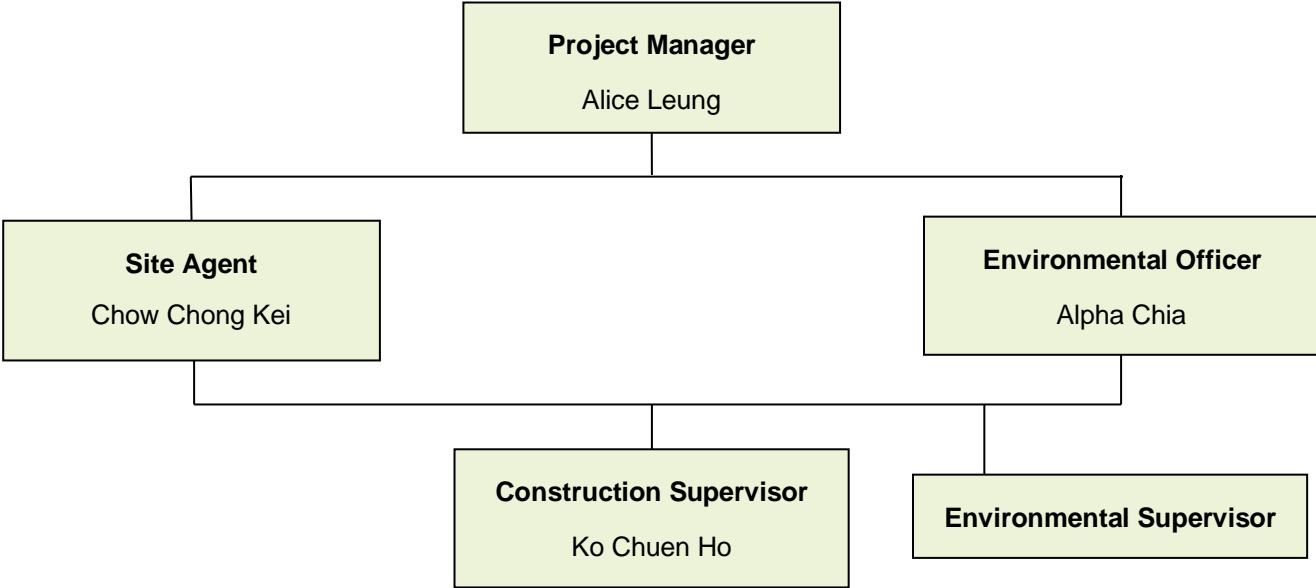 Project Manager
Alice Leung
Site Agent
Chow Chong Kei
Environmental Officer
Alpha Chia
Construction Supervisor
Ko Chuen Ho
Environmental Supervisor